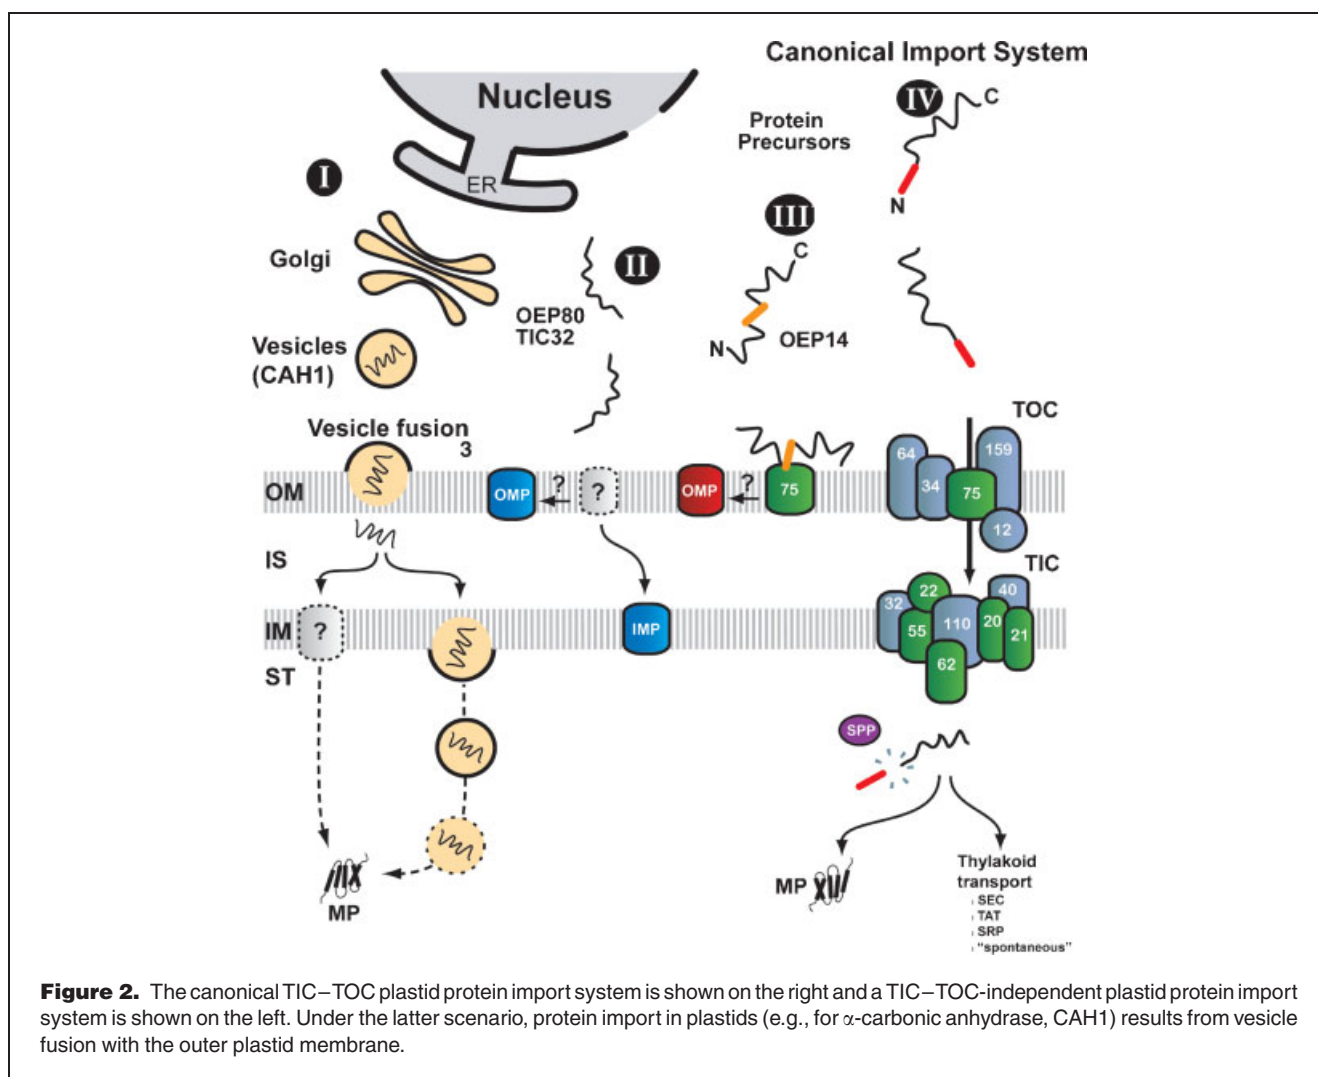 Canonical Import System
Nucleus
IV
C
Protein
Precursors
I
ER
N
III
C
Golgi
II
OEP80
TIC32
N
OEP14
Vesicles
(CAH1)
TOC
Vesicle fusion
3
64
159
34
75
12
OM
OMP
?
?
OMP
?
75
IS
TIC
22
40
32
55
110
20
21
62
IM
?
IMP
ST
SPP
MP
MP
Thylakoid
transport
SEC
TAT
SRP
"spontaneous"
Figure 2. The canonical TIC–TOC plastid protein import system is shown on the right and a TIC–TOC-independent plastid protein import
system is shown on the left. Under the latter scenario, protein import in plastids (e.g., for α-carbonic anhydrase, CAH1) results from vesicle
fusion with the outer plastid membrane.